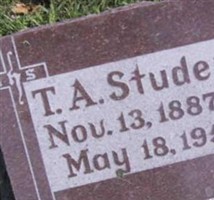 T. A. Stude
Nov. 13, 1887
May 18, 19